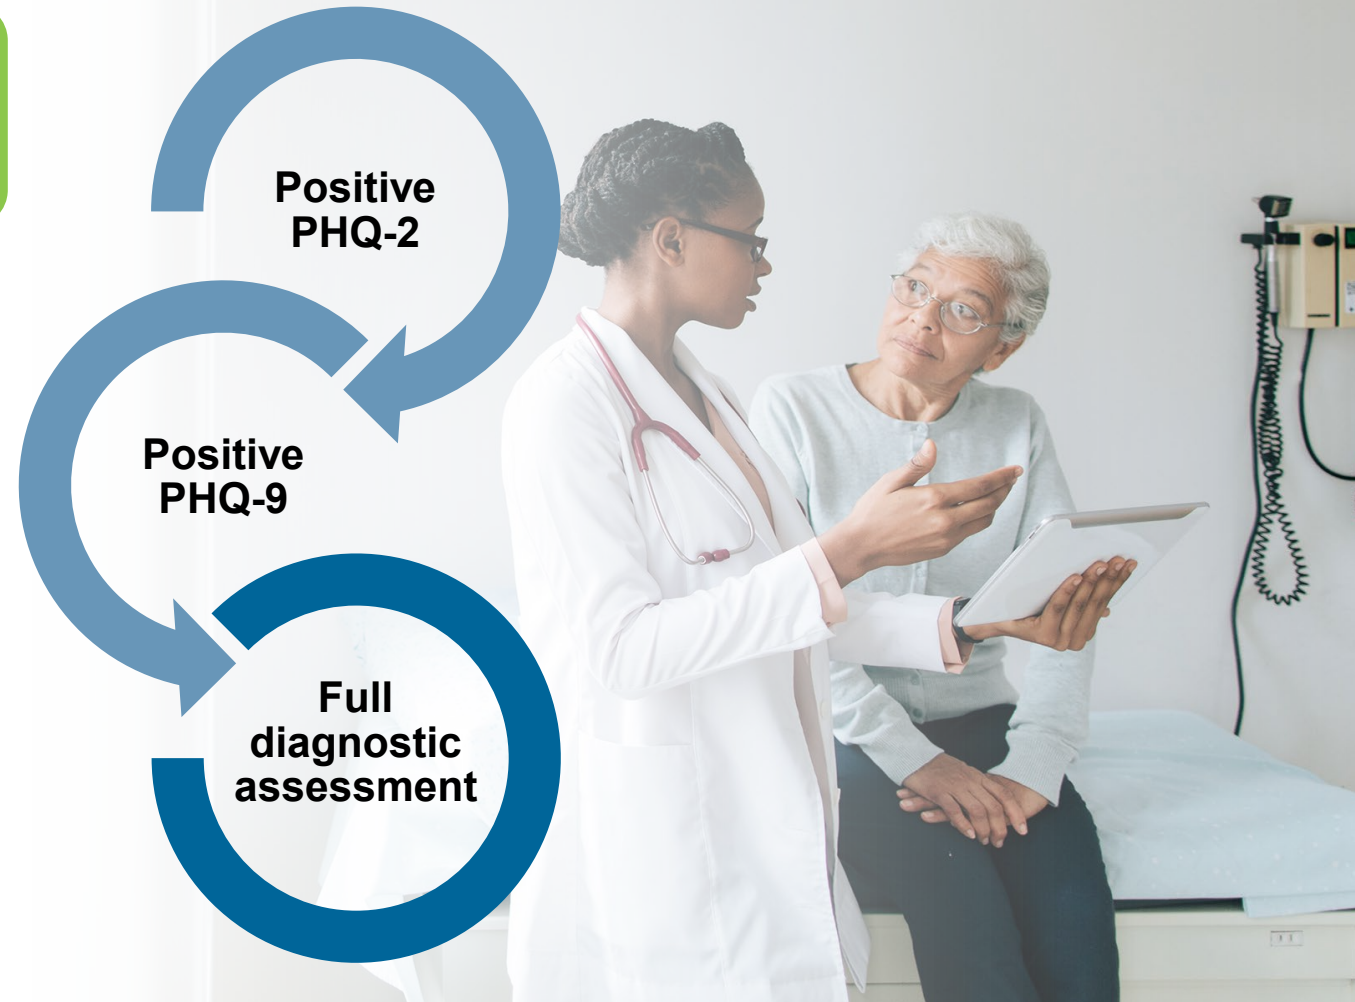 Positive
PHQ-2
Positive
PHQ-9
Full
diagnostic
assessment